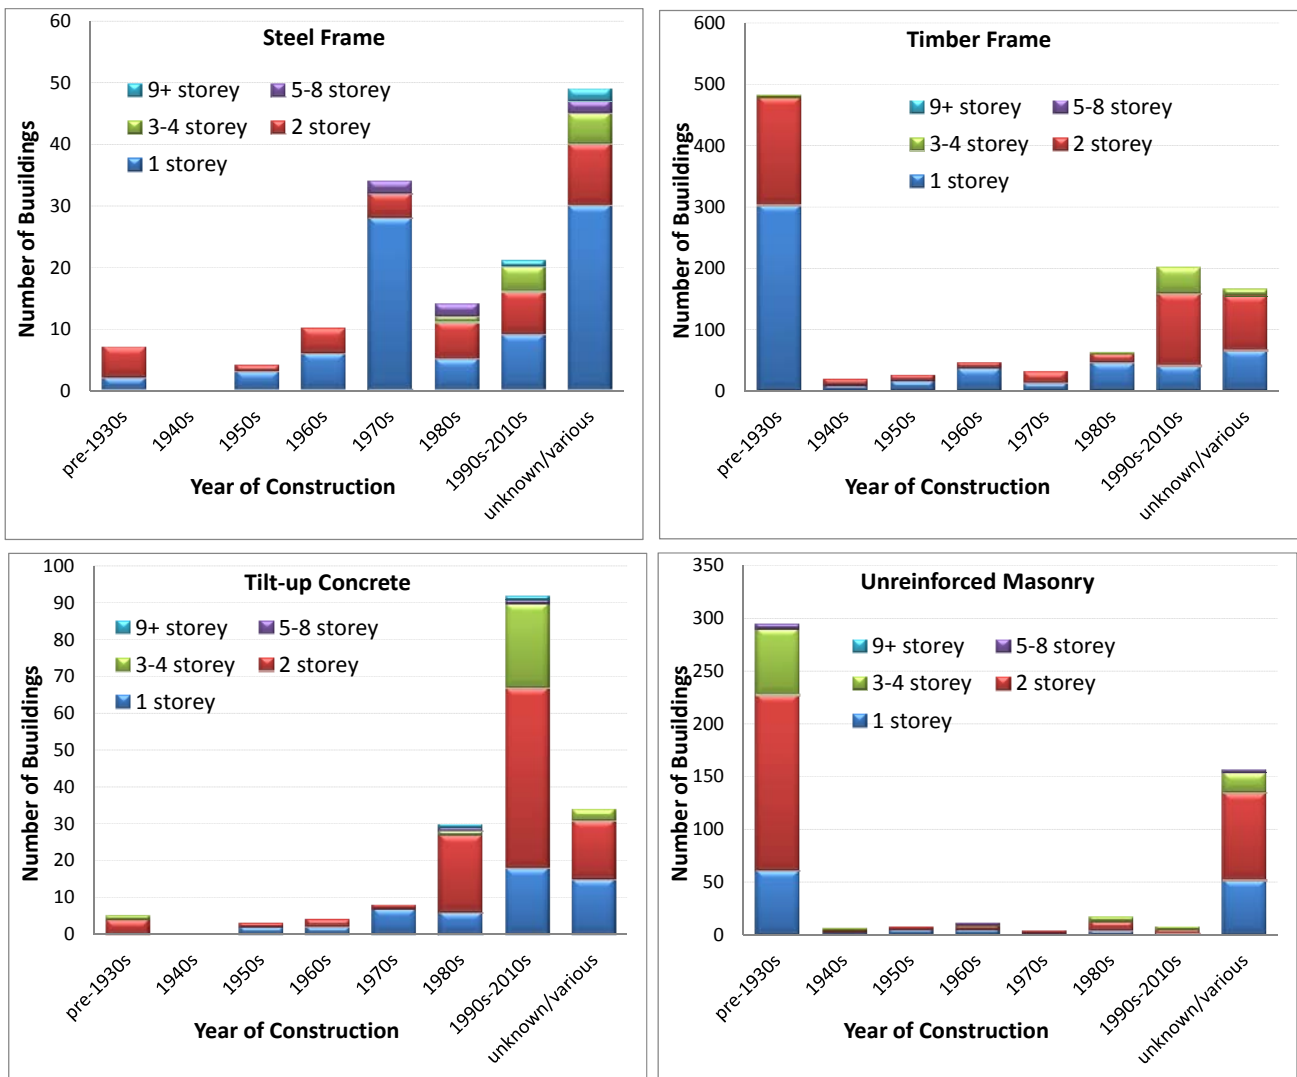 Steel Frame
9+ storey 5-8 storey
3-4 storey 2 storey
1 storey
Number of Buuildings
60
50
40
30
20
10
0
pre-1930s 1940s 1950s 1960s 1970s 1980s 1990s-2010s unknown/various
Year of Construction
Timber Frame
9+ storey 5-8 storey
3-4 storey 2 storey
1 storey
Number of Buuildings
600
500
400
300
200
100
0
pre-1930s 1940s 1950s 1960s 1970s 1980s 1990s-2010s unknown/various
Year of Construction
Tilt-up Concrete
9+ storey 5-8 storey
3-4 storey 2 storey
1 storey
Number of Buuildings
100
90
80
70
60
50
40
30
20
10
0
pre-1930s 1940s 1950s 1960s 1970s 1980s 1990s-2010s unknown/various
Year of Construction
Unreinforced Masonry
9+ storey 5-8 storey
3-4 storey 2 storey
1 storey
Number of Buuildings
350
300
250
200
150
100
50
0
pre-1930s 1940s 1950s 1960s 1970s 1980s 1990s-2010s unknown/various
Year of Construction